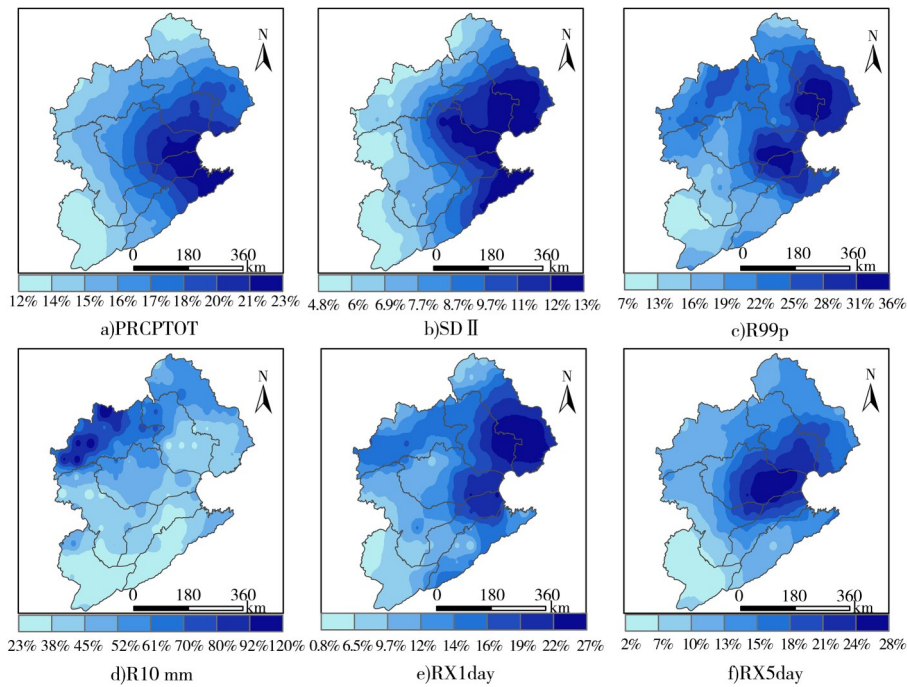 N
N
N
0 180 360
km
0 180 360
km
0 180 360
km
12% 14% 15% 16% 17% 18% 20% 21% 23%
4.8% 6% 6.9% 7.7% 8.7% 9.7% 11% 12% 13%
7% 13% 16% 19% 22% 25% 28% 31% 36%
a)PRCPTOT
b)SD Ⅱ
c)R99p
N
N
N
0 180 360
km
0 180 360
km
0 180 360
km
23% 38% 45% 52% 61% 70% 80% 92% 120%
0.8% 6.5% 9.7% 12% 14% 16% 19% 22% 27%
2% 7% 10% 13% 15% 18% 21% 24% 28%
d)R10 mm
e)RX1day
f)RX5day